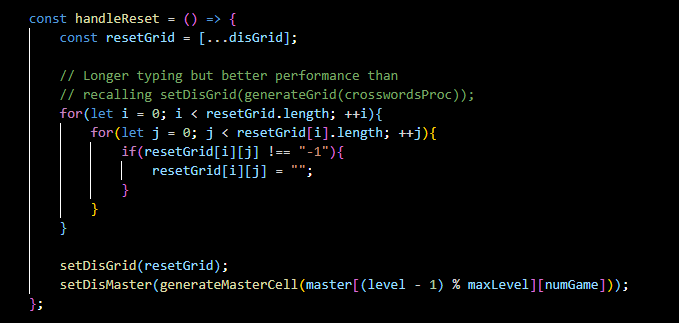 const handleReset = () => {
const resetGrid = [...disGrid];
// Longer typing but better performance than
// recalling setDisGrid(generateGrid(crosswordsProc));
for(let i = 0; i < resetGrid.length; ++i){
for(let j = 0; j < resetGrid[i].length; ++j){
if(resetGrid[i][j] !== "-1"){
resetGrid[i][j] = "";
}
}
}
setDisGrid(resetGrid);
setDisMaster(generateMasterCell(master[(level - 1) % maxLevel][numGame]));
};